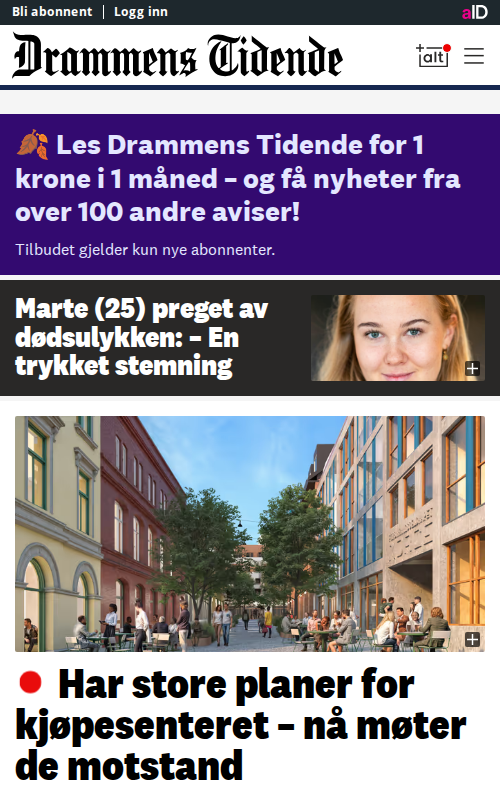 Bli abonnent | Logg inn
aID
Drammens Tidende
+alt
🍂 Les Drammens Tidende for 1
krone i 1 måned – og få nyheter fra
over 100 andre aviser!
Tilbudet gjelder kun nye abonnenter.
Marte (25) preget av
dødsulykken: – En
trykket stemning
Har store planer for
kjøpesenteret – nå møter
de motstand